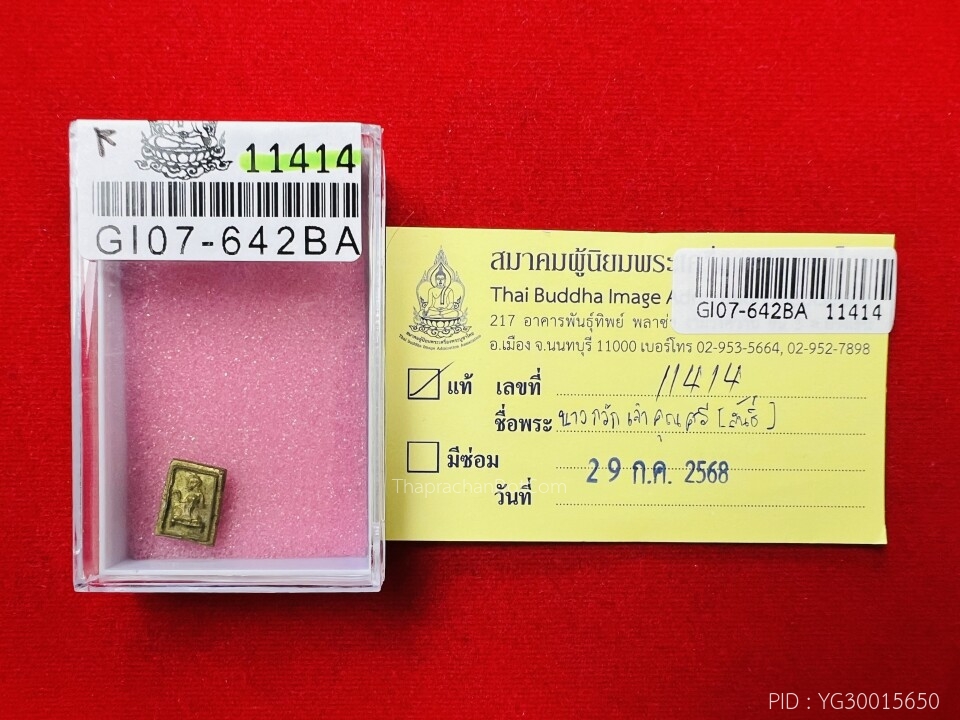 11414
GI07-642BA
สมาคมผู้นิยมพระ
Thai Buddha Image A
GI07-642BA 11414
217 อาคารพันธุ์ทิพย์ พลาซ่า
อ.เมือง จ.นนทบุรี 11000 เบอร์โทร 02-953-5664, 02-952-7898
แท้ เลขที่ 11414
ชื่อพระ นางกวัก เจ้าคุณศรี [สนธิ์]
มีซ่อม
วันที่ 29 ก.ค. 2568
Thaprachan.Com
PID : YG30015650